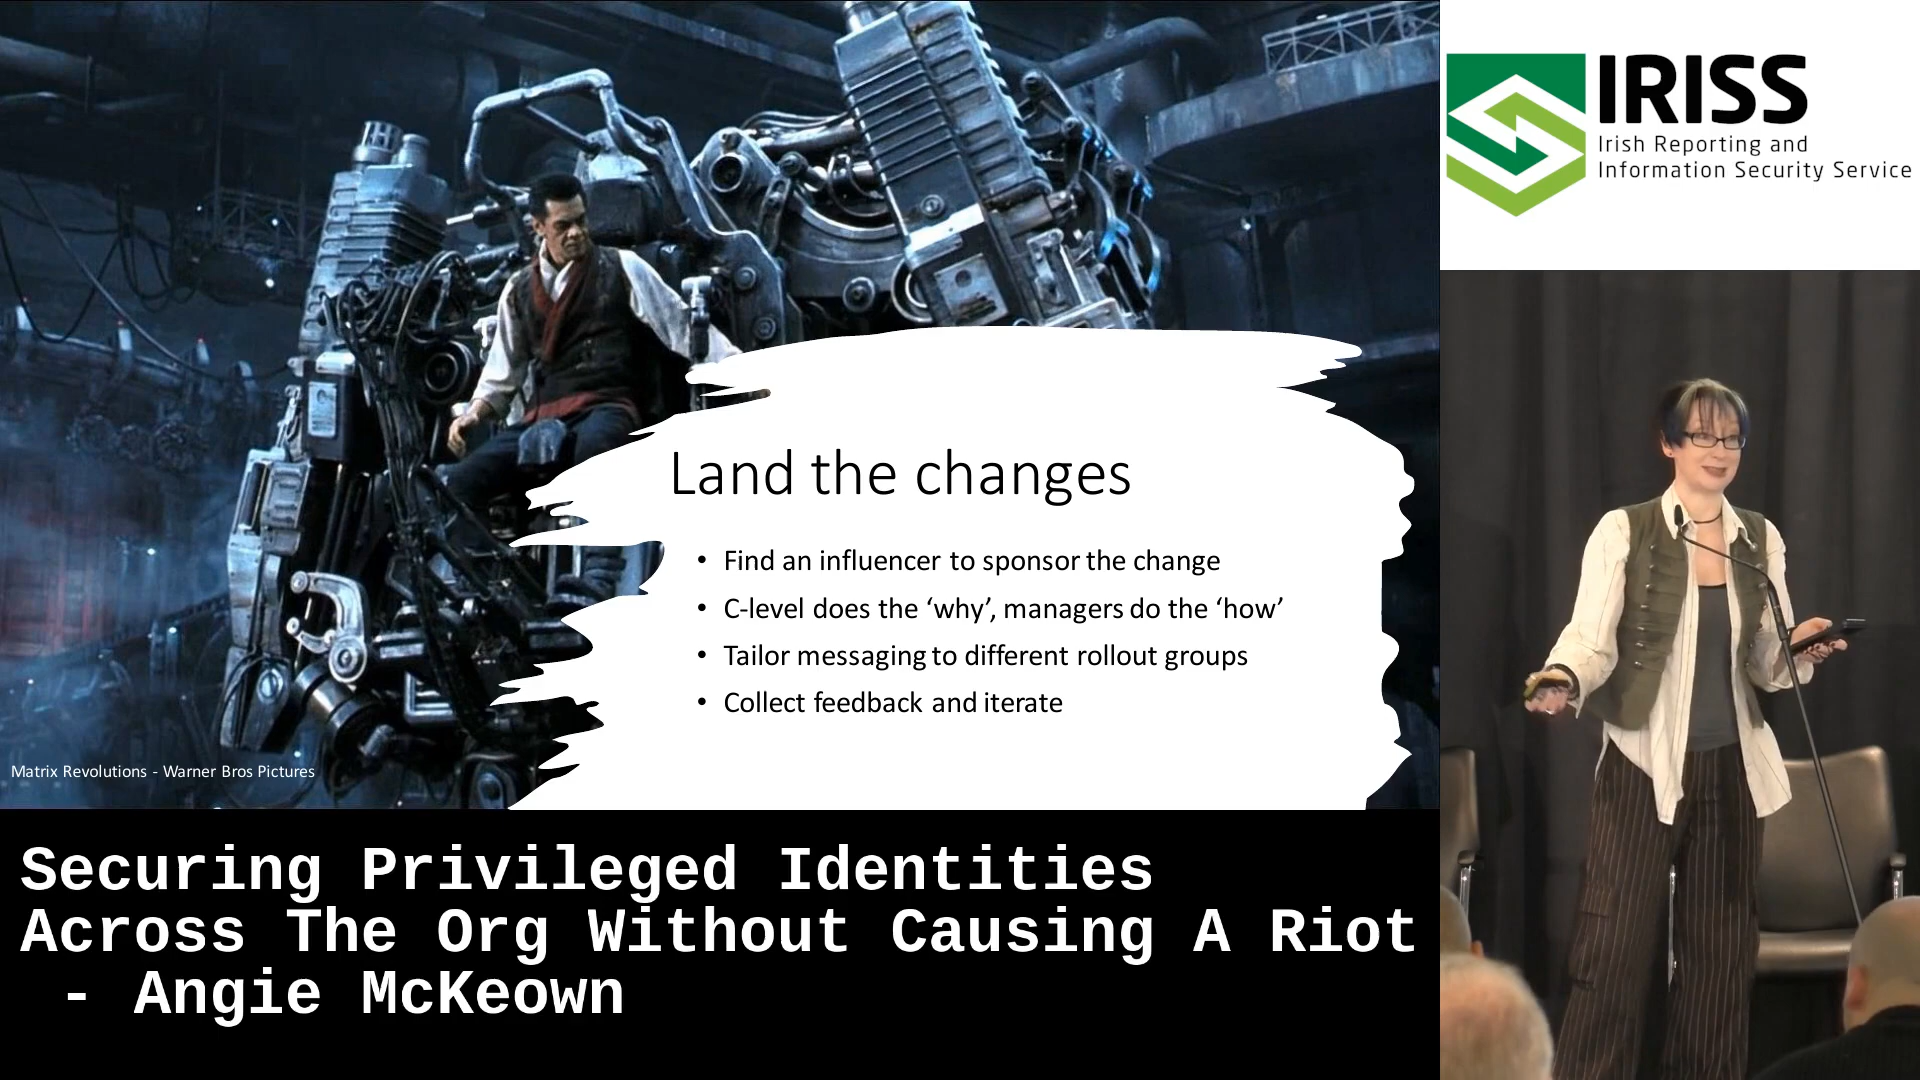 IRISS
Irish Reporting and
Information Security Service
Land the changes
• Find an influencer to sponsor the change
• C-level does the ‘why’, managers do the ‘how’
• Tailor messaging to different rollout groups
• Collect feedback and iterate
Matrix Revolutions - Warner Bros Pictures
Securing Privileged Identities
Across The Org Without Causing A Riot
- Angie McKeown